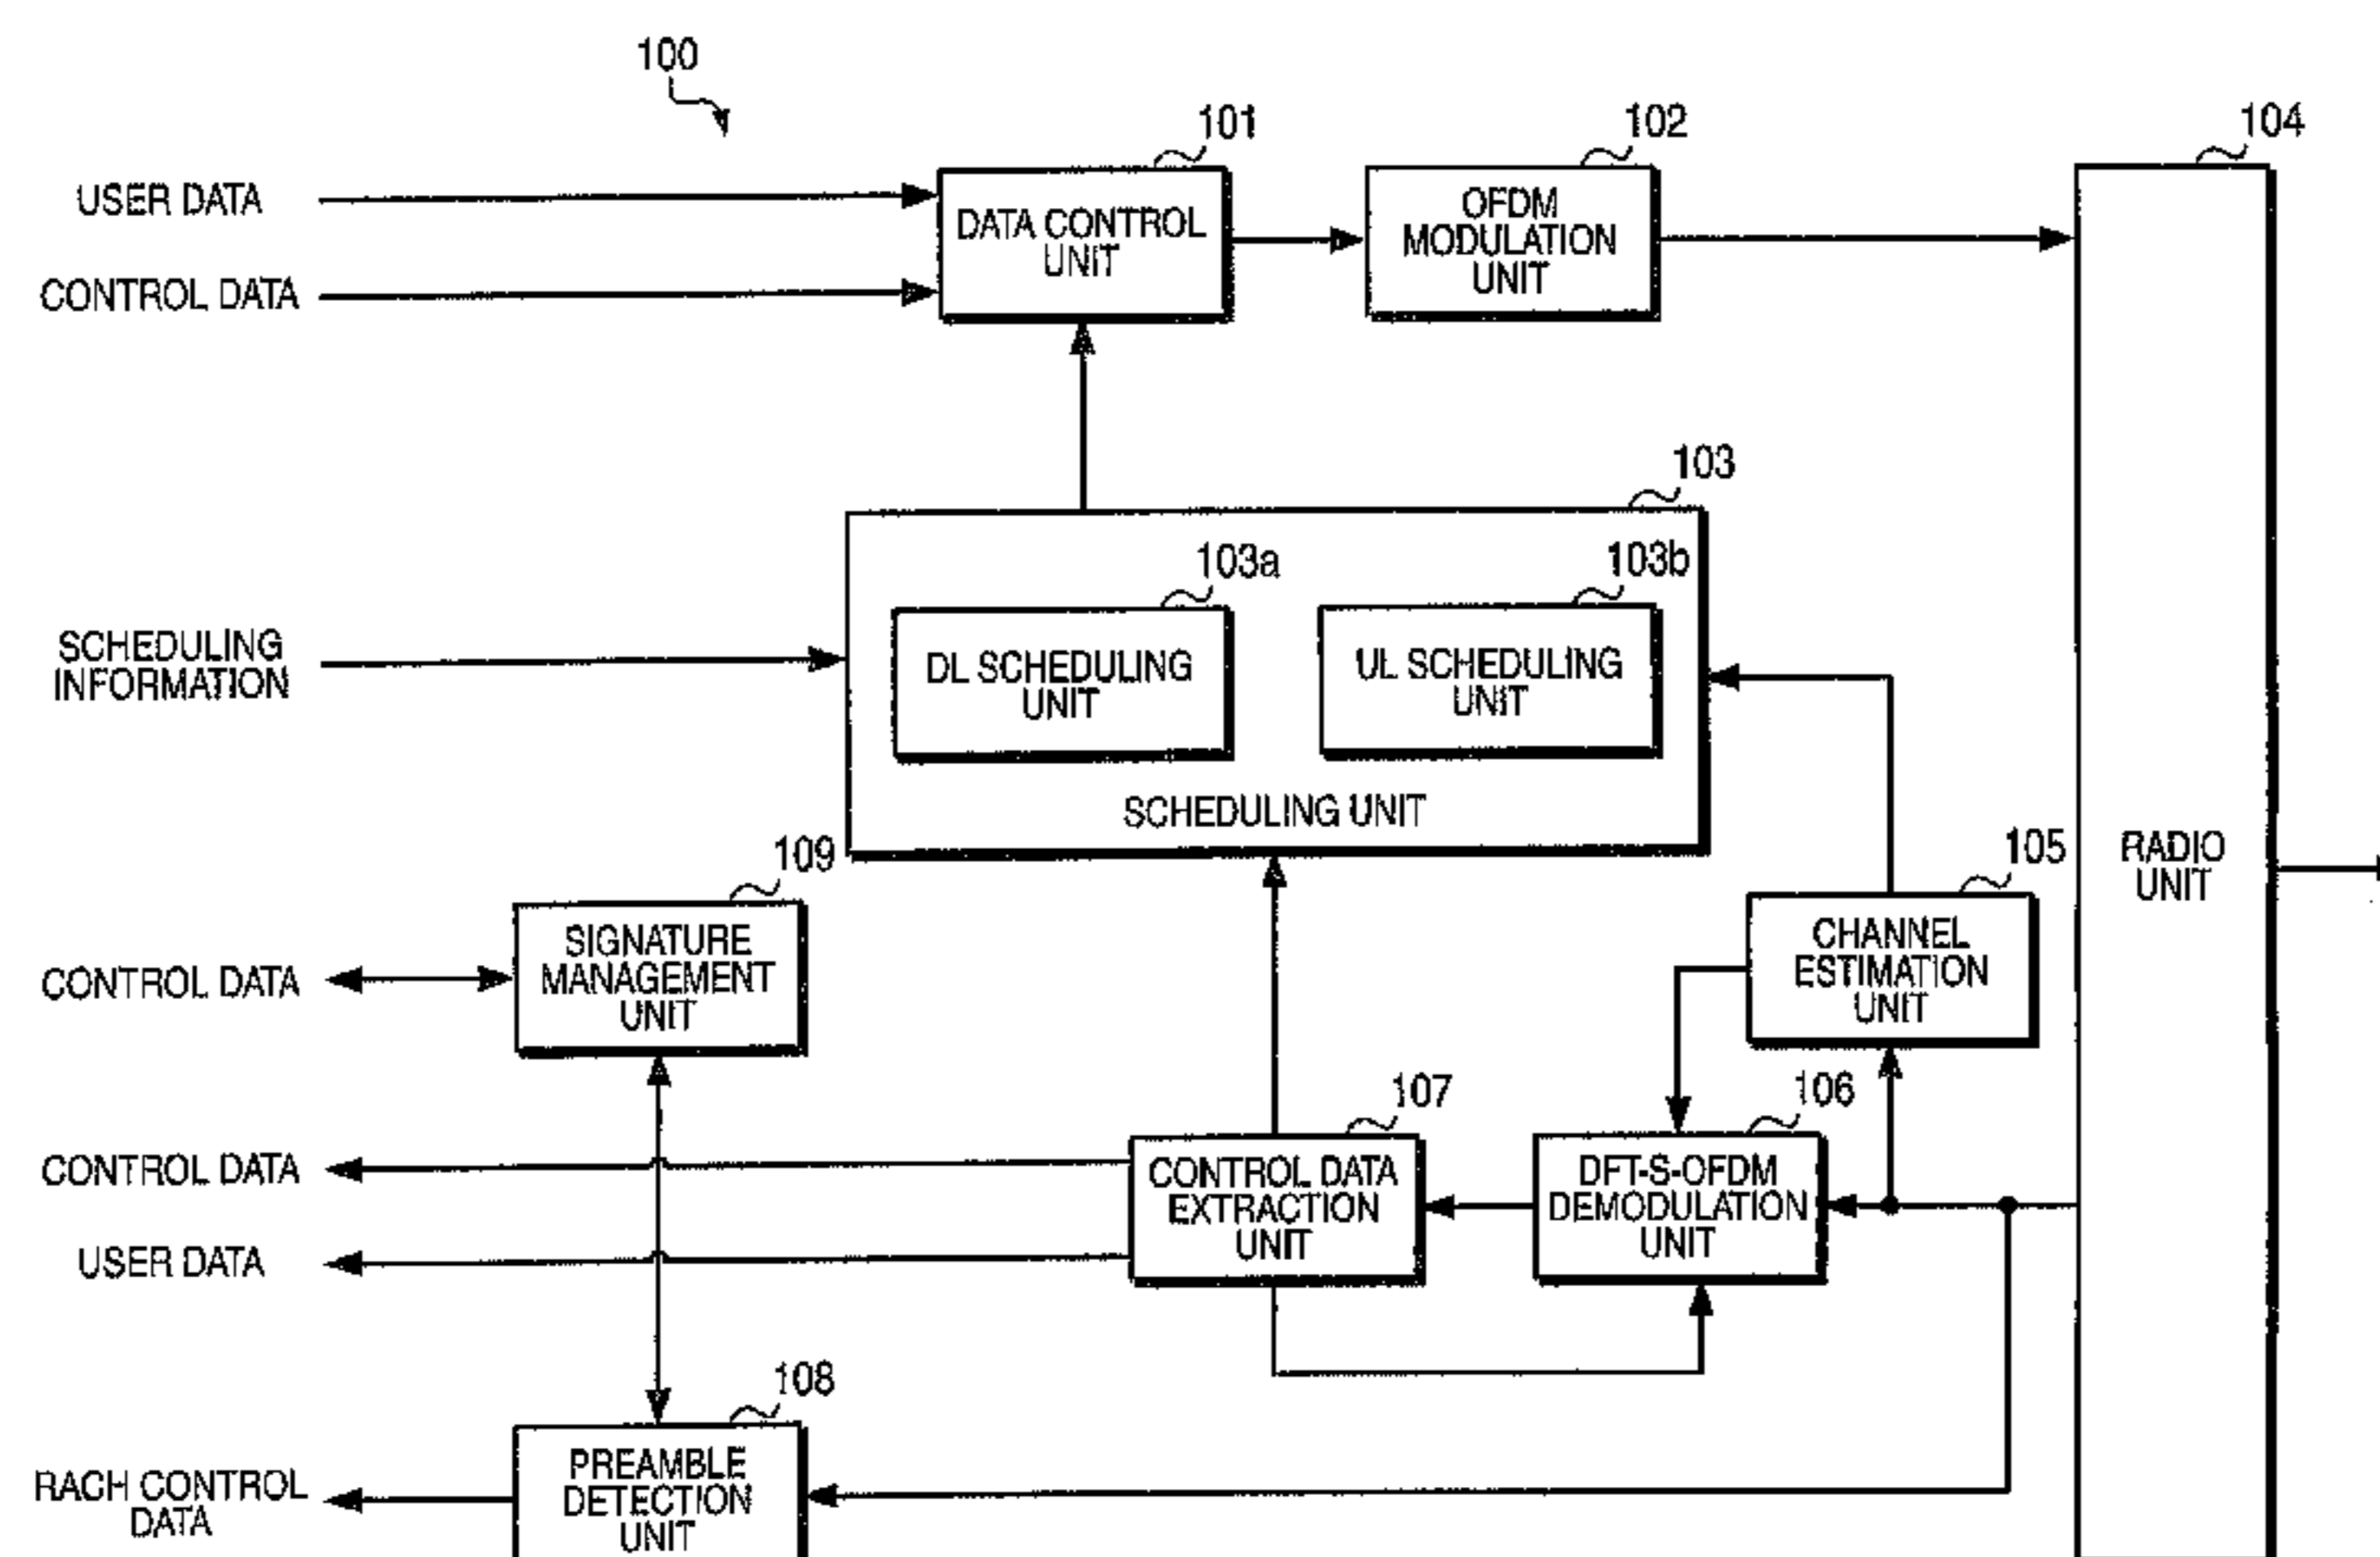 100
101
102
104
USER DATA
CONTROL DATA
DATA CONTROL
UNIT
OFDM
MODULATION
UNIT
103
103a
103b
SCHEDULING
INFORMATION
DL SCHEDULING
UNIT
UL SCHEDULING
UNIT
SCHEDULING UNIT
109
105
RADIO
UNIT
SIGNATURE
MANAGEMENT
UNIT
CONTROL DATA
CHANNEL
ESTIMATION
UNIT
107
106
CONTROL DATA
USER DATA
CONTROL DATA
EXTRACTION
UNIT
DFT-S-OFDM
DEMODULATION
UNIT
108
RACH CONTROL
DATA
PREAMBLE
DETECTION
UNIT